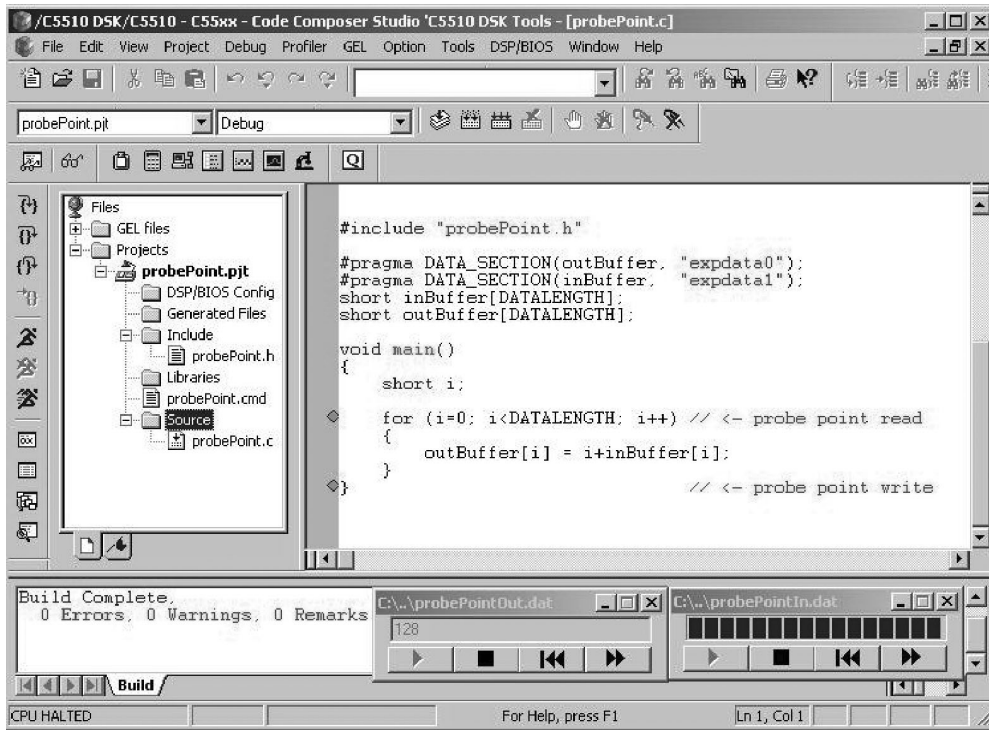 /C5510 DSK/C5510 - C55xx - Code Composer Studio 'C5510 DSK Tools - [probePoint.c]
File Edit View Project Debug Profiler GEL Option Tools DSP/BIOS Window Help
probePoint.pjt Debug
Q
Files
GEL files
Projects
probePoint.pjt
DSP/BIOS Config
Generated Files
Include
probePoint.h
Libraries
probePoint.cmd
Source
probePoint.c
#include "probePoint.h"
#pragma DATA_SECTION(outBuffer, "expdata0");
#pragma DATA_SECTION(inBuffer, "expdata1");
short inBuffer[DATALENGTH];
short outBuffer[DATALENGTH];
void main()
{
short i;
for (i=0; i<DATALENGTH; i++) // <- probe point read
{
outBuffer[i] = i+inBuffer[i];
}
} // <- probe point write
Build Complete,
0 Errors, 0 Warnings, 0 Remarks
Build
C:\..\probePointOut.dat
128
C:\..\probePointIn.dat
CPU HALTED For Help, press F1 Ln 1, Col 1